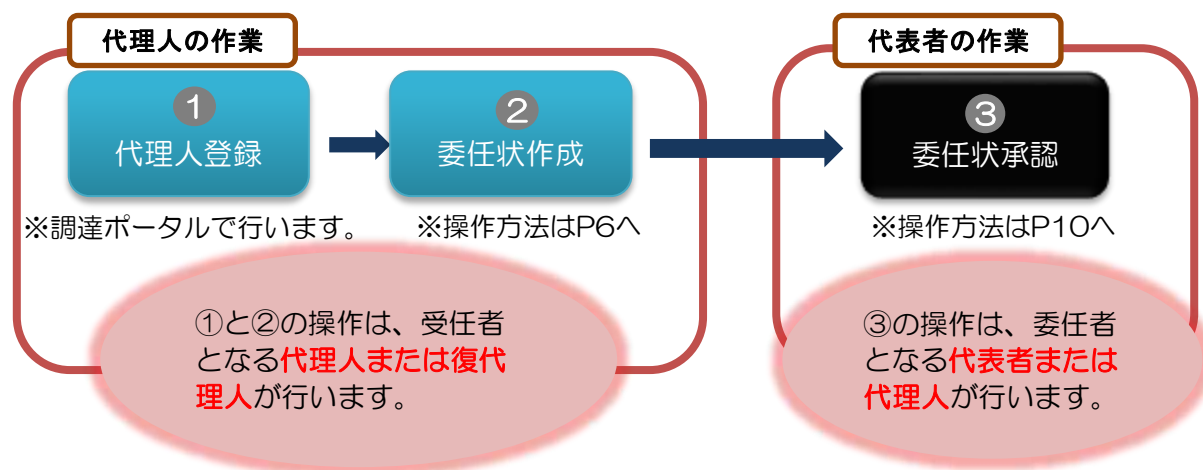 代理人の作業
①
代理人登録
※調達ポータルで行います。
②
委任状作成
※操作方法はP6へ
①と②の操作は、受任者
となる代理人または復代
理人が行います。
代表者の作業
③
委任状承認
※操作方法はP10へ
③の操作は、委任者
となる代表者または
代理人が行います。